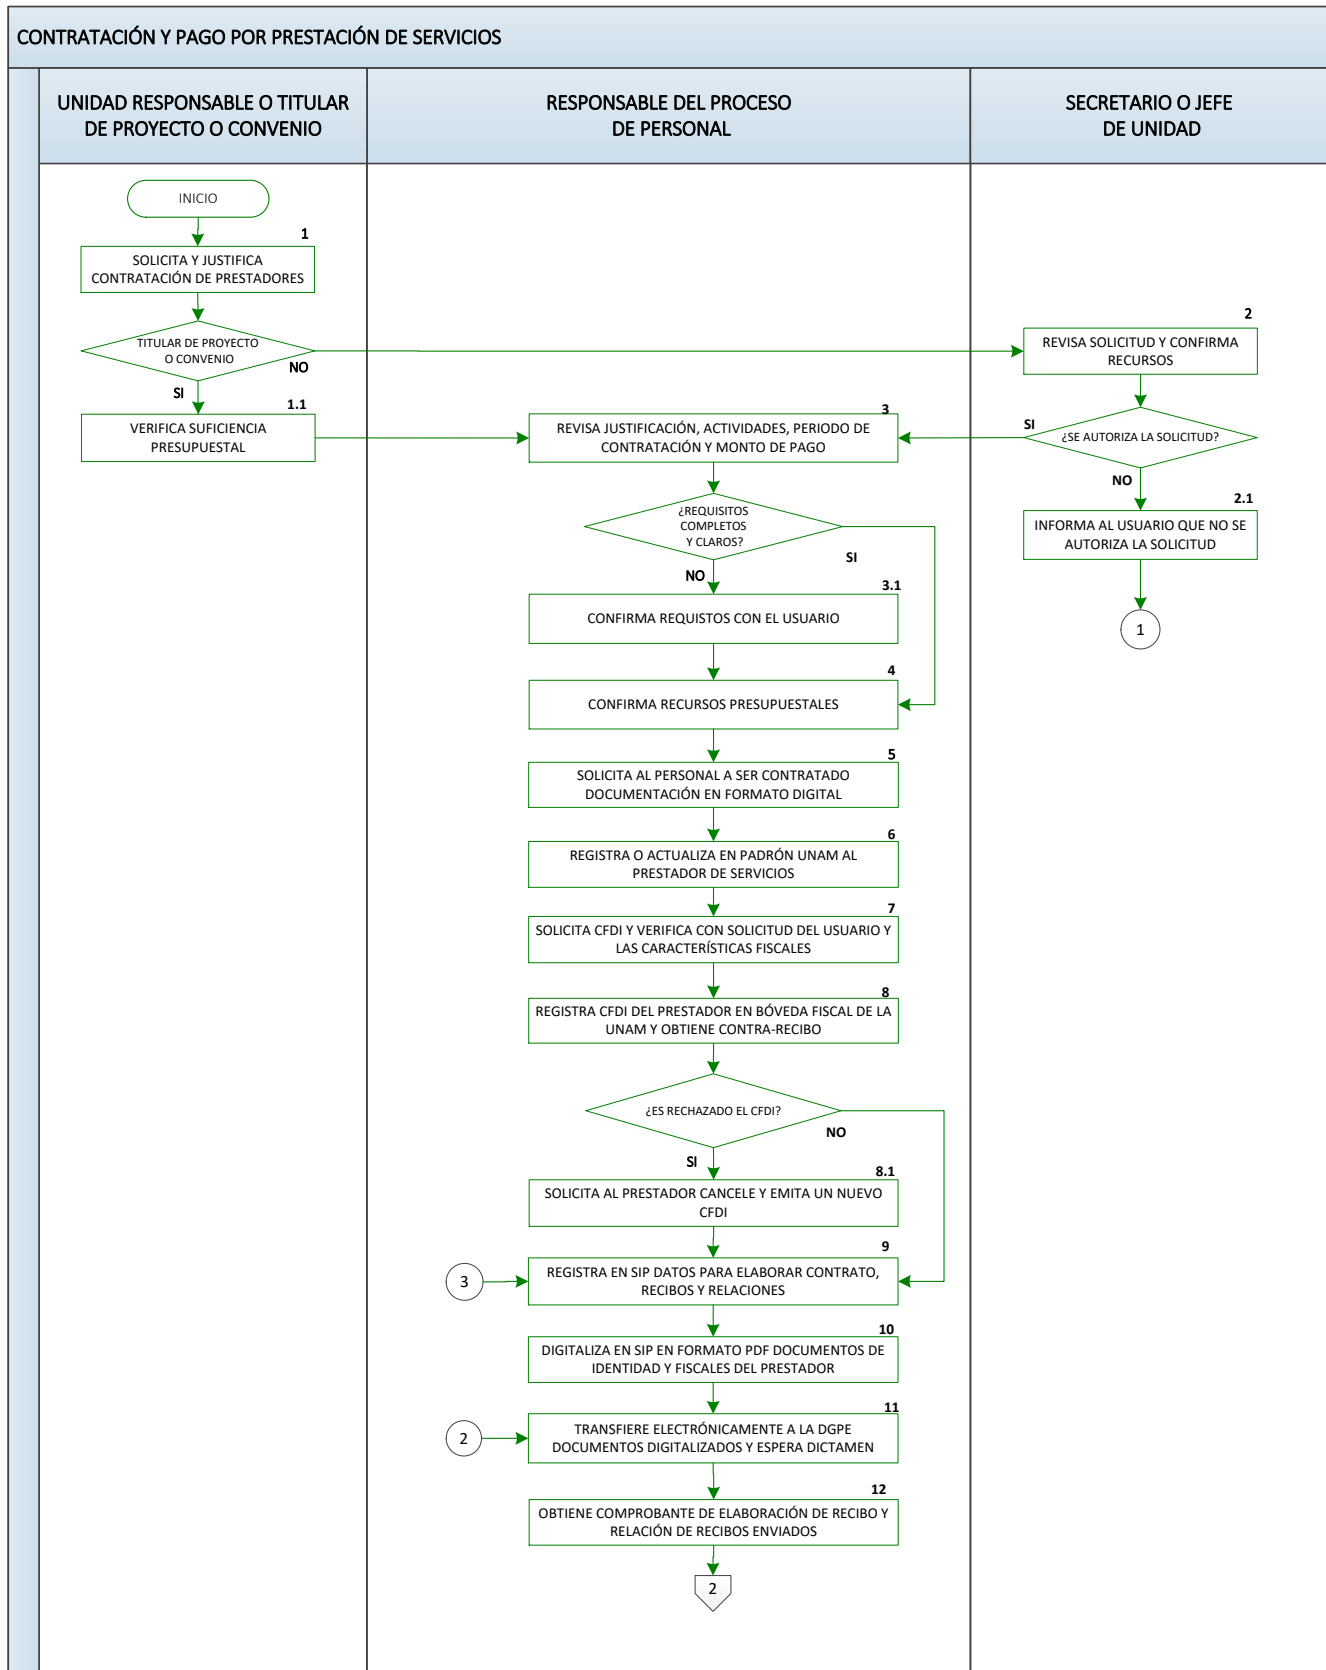 CONTRATACIÓN Y PAGO POR PRESTACIÓN DE SERVICIOS
UNIDAD RESPONSABLE O TITULAR
DE PROYECTO O CONVENIO
RESPONSABLE DEL PROCESO
DE PERSONAL
SECRETARIO O JEFE
DE UNIDAD
INICIO
1
SOLICITA Y JUSTIFICA
CONTRATACIÓN DE PRESTADORES
TITULAR DE PROYECTO
O CONVENIO
NO
SI
1.1
VERIFICA SUFICIENCIA
PRESUPUESTAL
2
REVISA SOLICITUD Y CONFIRMA
RECURSOS
¿SE AUTORIZA LA SOLICITUD?
SI
NO
2.1
INFORMA AL USUARIO QUE NO SE
AUTORIZA LA SOLICITUD
1
3
REVISA JUSTIFICACIÓN, ACTIVIDADES, PERIODO DE
CONTRATACIÓN Y MONTO DE PAGO
¿REQUISITOS
COMPLETOS
Y CLAROS?
SI
NO
3.1
CONFIRMA REQUISTOS CON EL USUARIO
4
CONFIRMA RECURSOS PRESUPUESTALES
5
SOLICITA AL PERSONAL A SER CONTRATADO
DOCUMENTACIÓN EN FORMATO DIGITAL
6
REGISTRA O ACTUALIZA EN PADRÓN UNAM AL
PRESTADOR DE SERVICIOS
7
SOLICITA CFDI Y VERIFICA CON SOLICITUD DEL USUARIO Y
LAS CARACTERÍSTICAS FISCALES
8
REGISTRA CFDI DEL PRESTADOR EN BÓVEDA FISCAL DE LA
UNAM Y OBTIENE CONTRA-RECIBO
¿ES RECHAZADO EL CFDI?
NO
SI
8.1
SOLICITA AL PRESTADOR CANCELE Y EMITA UN NUEVO
CFDI
9
3
REGISTRA EN SIP DATOS PARA ELABORAR CONTRATO,
RECIBOS Y RELACIONES
10
DIGITALIZA EN SIP EN FORMATO PDF DOCUMENTOS DE
IDENTIDAD Y FISCALES DEL PRESTADOR
11
2
TRANSFIERE ELECTRÓNICAMENTE A LA DGPE
DOCUMENTOS DIGITALIZADOS Y ESPERA DICTAMEN
12
OBTIENE COMPROBANTE DE ELABORACIÓN DE RECIBO Y
RELACIÓN DE RECIBOS ENVIADOS
2